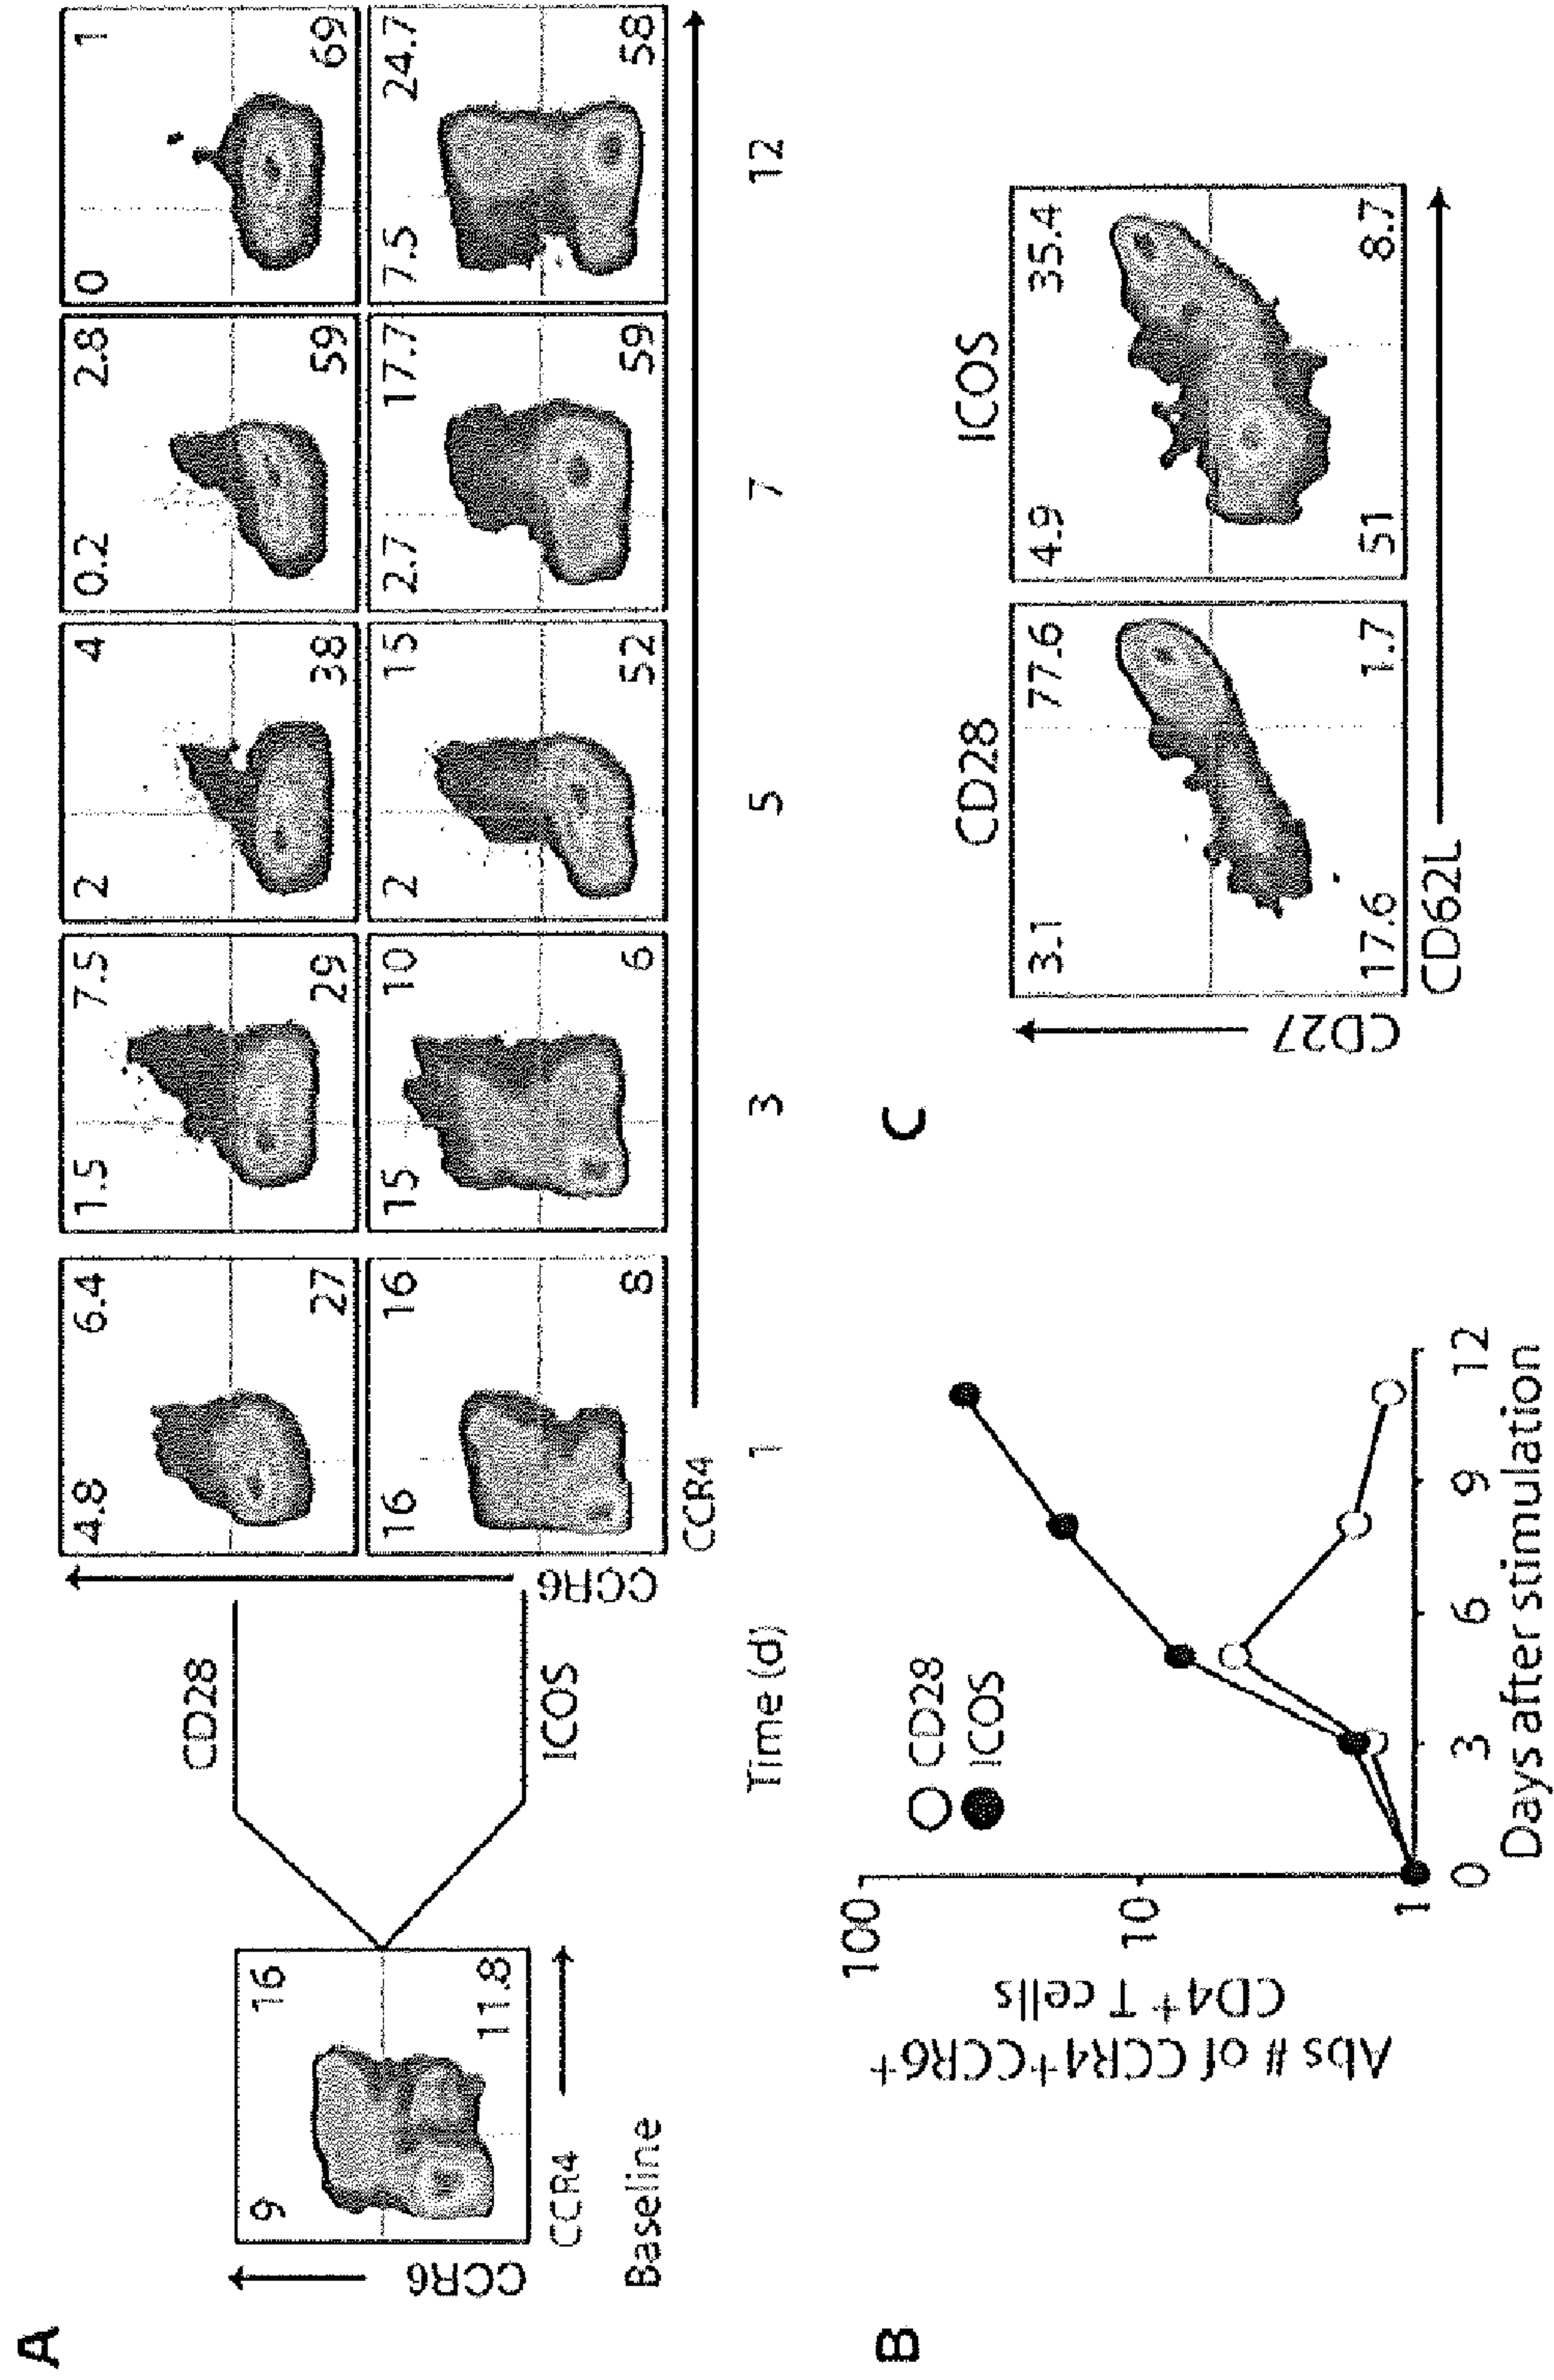 A
CCR6
9
16
11.8
CCR4
Baseline
CD28
ICOS
CCR6
4.8
6.4
27
1.5
7.5
29
2
4
38
0.2
2.8
59
0
1
69
16
16
8
15
10
6
2
15
52
2.7
17.7
59
7.5
24.7
58
CCR4
Time (d)
1
3
5
7
12
B
Abs # of CCR4+CCR6+
CD4+ T cells
100
10
1
CD28
ICOS
0
3
6
9
12
Days after stimulation
C
CD28
ICOS
CD27
3.1
77.6
17.6
1.7
4.9
35.4
51
8.7
CD62L